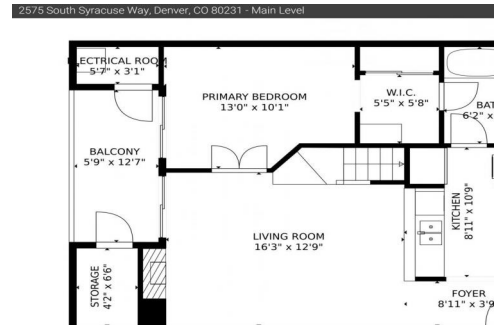 2575 South Syracuse Way, Denver, CO 80231 - Main Level
ELECTRICAL ROOM
5'7" x 3'1"
PRIMARY BEDROOM
13'0" x 10'1"
W.I.C.
5'5" x 5'8"
BAT
6'2" x
BALCONY
5'9" x 12'7"
KITCHEN
8'11" x 10'9"
LIVING ROOM
16'3" x 12'9"
STORAGE
4'2" x 6'6"
FOYER
8'11" x 3'9